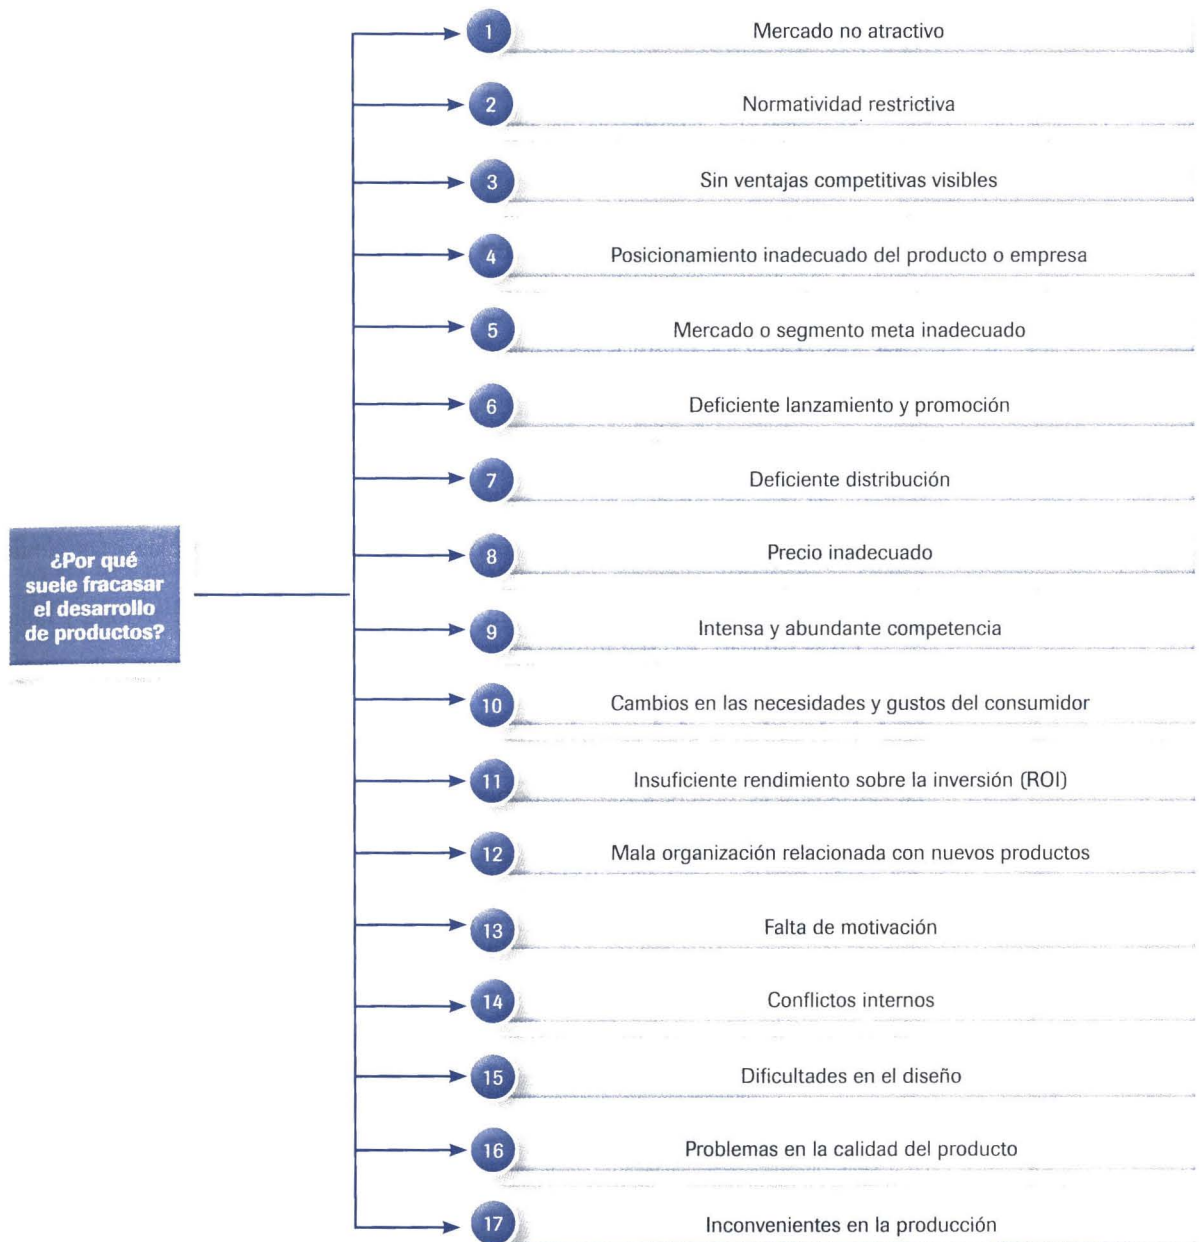 1 Mercado no atractivo
2 Normatividad restrictiva
3 Sin ventajas competitivas visibles
4 Posicionamiento inadecuado del producto o empresa
5 Mercado o segmento meta inadecuado
6 Deficiente lanzamiento y promoción
7 Deficiente distribución
¿Por qué
suele fracasar
el desarrollo
de productos?
8 Precio inadecuado
9 Intensa y abundante competencia
10 Cambios en las necesidades y gustos del consumidor
11 Insuficiente rendimiento sobre la inversión (ROI)
12 Mala organización relacionada con nuevos productos
13 Falta de motivación
14 Conflictos internos
15 Dificultades en el diseño
16 Problemas en la calidad del producto
17 Inconvenientes en la producción